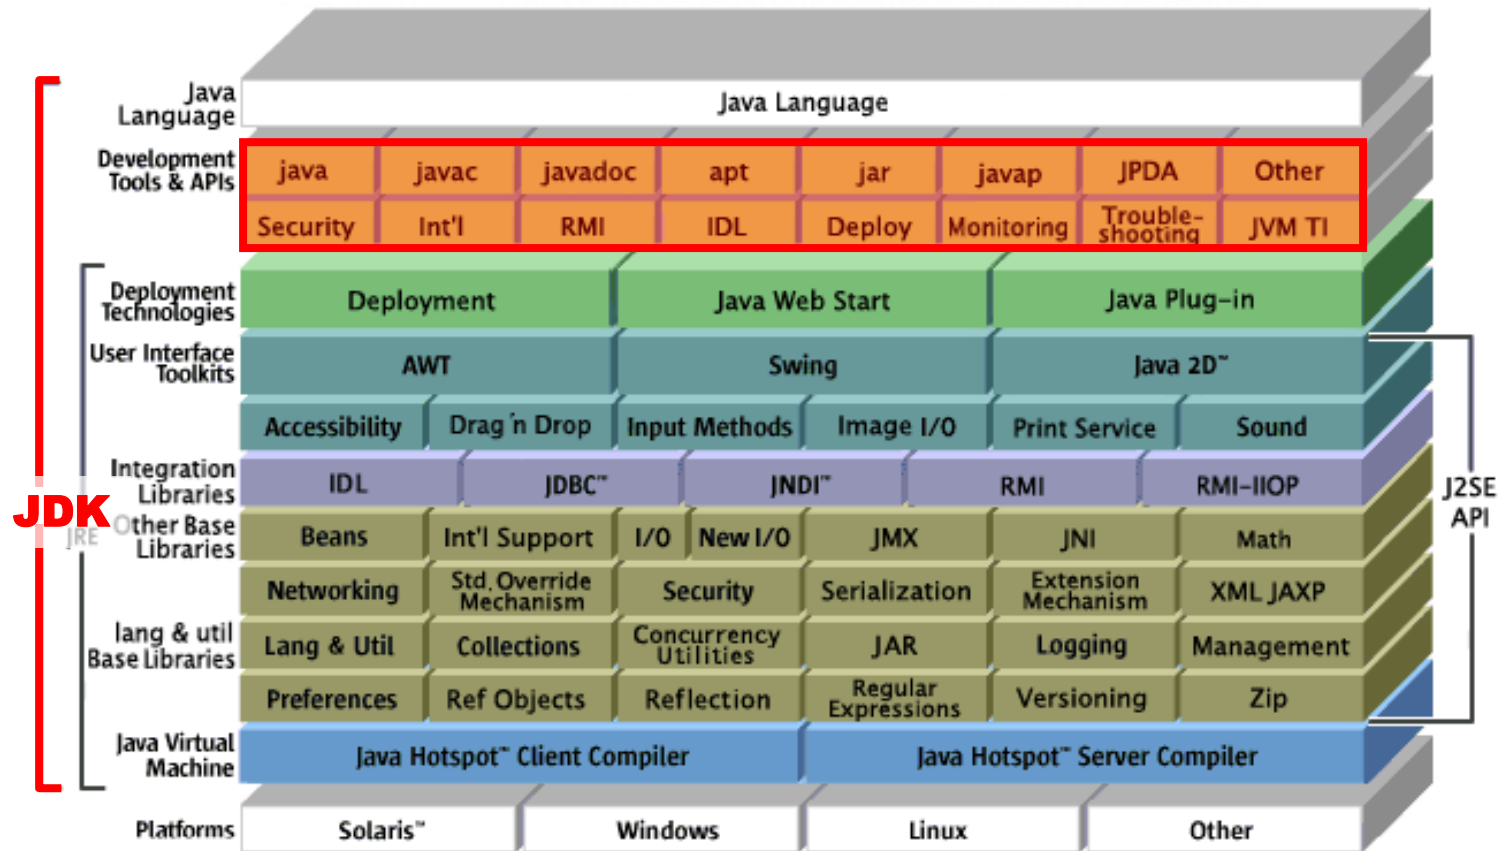 Java
Language
Java Language
Development
Tools & APIs
java javac javadoc apt jar javap JPDA Other
Security Int'l RMI IDL Deploy Monitoring Trouble-
shooting JVM TI
Deployment
Technologies
Deployment Java Web Start Java Plug-in
User Interface
Toolkits
AWT Swing Java 2D™
Accessibility Drag 'n Drop Input Methods Image I/O Print Service Sound
Integration
Libraries
IDL JDBC™ JNDI™ RMI RMI-IIOP
JDK
JRE
J2SE
API
Other Base
Libraries
Beans Int'l Support I/O New I/O JMX JNI Math
Networking Std. Override
Mechanism Security Serialization Extension
Mechanism XML JAXP
lang & util
Base Libraries
Lang & Util Collections Concurrency
Utilities JAR Logging Management
Preferences Ref Objects Reflection Regular
Expressions Versioning Zip
Java Virtual
Machine
Java Hotspot™ Client Compiler Java Hotspot™ Server Compiler
Platforms
Solaris™ Windows Linux Other